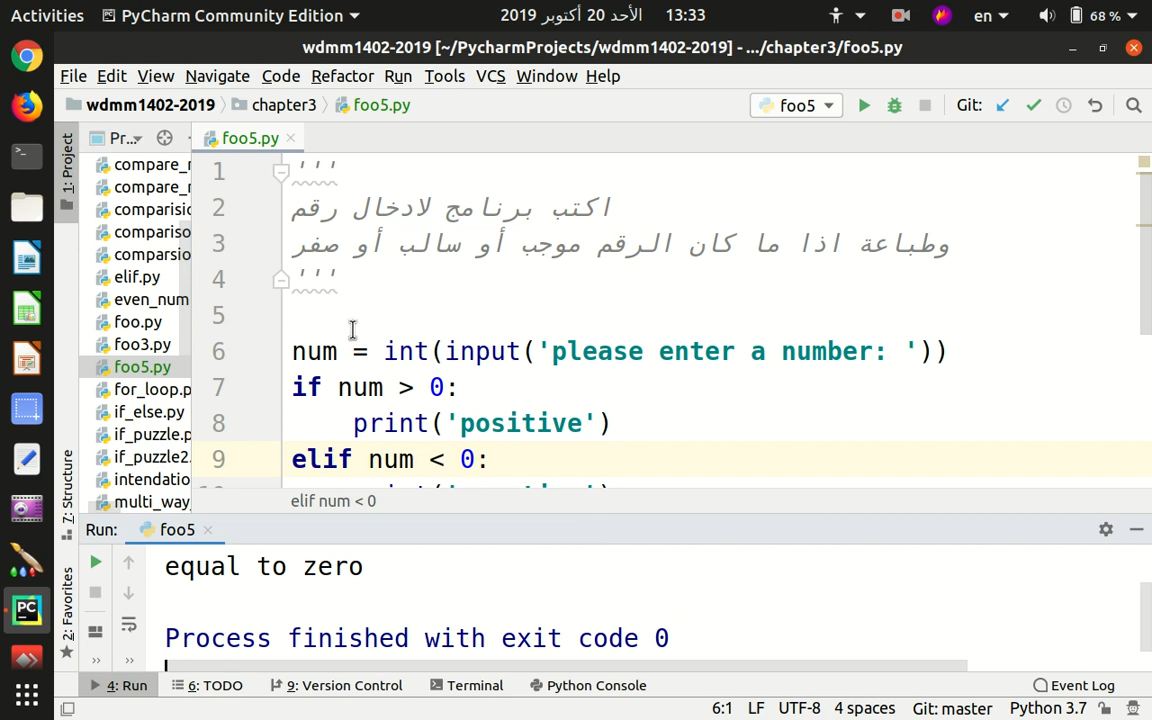 Activities PyCharm Community Edition 2019 الأحد 20 أكتوبر 13:33 en 68 %
wdmm1402-2019 [~/PycharmProjects/wdmm1402-2019] - .../chapter3/foo5.py
File Edit View Navigate Code Refactor Run Tools VCS Window Help
wdmm1402-2019 chapter3 foo5.py foo5 Git:
1: Project
Pr... foo5.py
compare_r
compare_r
comparisio
compariso
comparsio
elif.py
even_num
foo.py
foo3.py
foo5.py
for_loop.p
if_else.py
if_puzzle.p
if_puzzle2.
intendatio
multi_way_
7: Structure
2: Favorites
1 '''
2 اكتب برنامج لادخال رقم
3 وطباعة اذا ما كان الرقم موجب أو سالب أو صفر
4 '''
5
6 num = int(input('please enter a number: '))
7 if num > 0:
8 print('positive')
9 elif num < 0:
elif num < 0
Run: foo5
equal to zero
Process finished with exit code 0
4: Run 6: TODO 9: Version Control Terminal Python Console Event Log
6:1 LF UTF-8 4 spaces Git: master Python 3.7